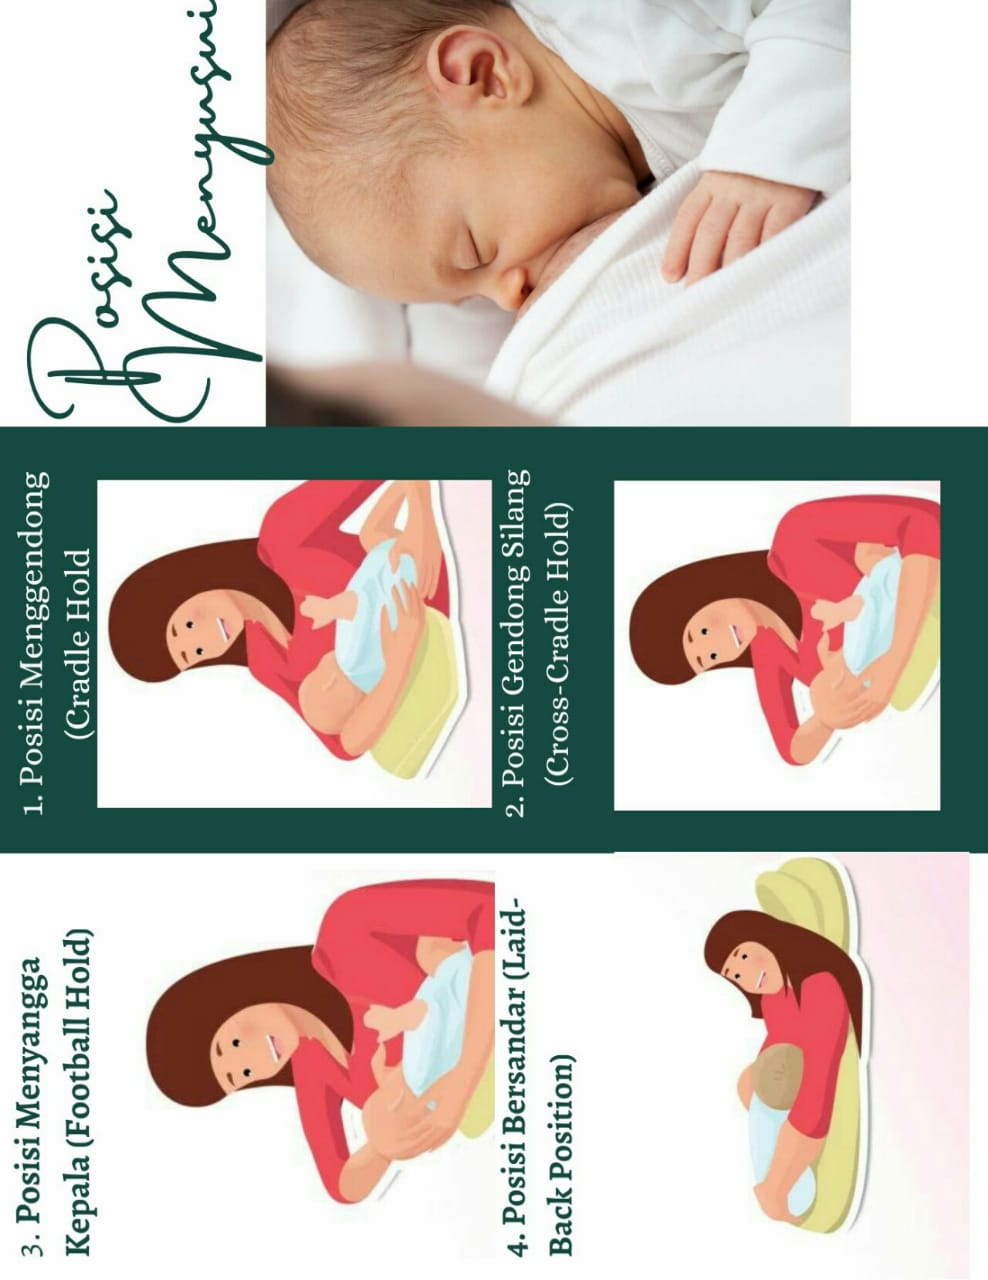 Posisi
Menyusui
1. Posisi Menggendong
(Cradle Hold
2. Posisi Gendong Silang
(Cross-Cradle Hold)
3. Posisi Menyangga
Kepala (Football Hold)
4. Posisi Bersandar (Laid-
Back Position)